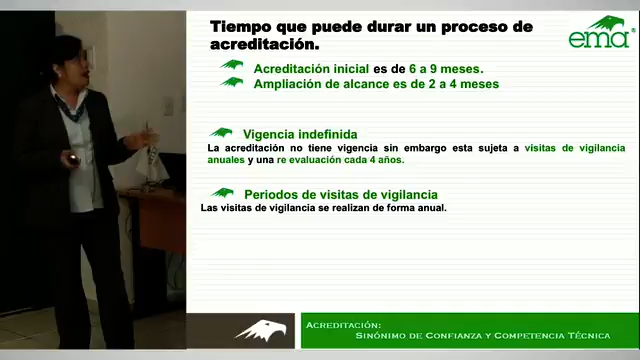 Tiempo que puede durar un proceso de
acreditación.
ema®
Acreditación inicial es de 6 a 9 meses.
Ampliación de alcance es de 2 a 4 meses
Vigencia indefinida
La acreditación no tiene vigencia sin embargo esta sujeta a visitas de vigilancia
anuales y una re evaluación cada 4 años.
Periodos de visitas de vigilancia
Las visitas de vigilancia se realizan de forma anual.
ACREDITACIÓN:
SINÓNIMO DE CONFIANZA Y COMPETENCIA TÉCNICA